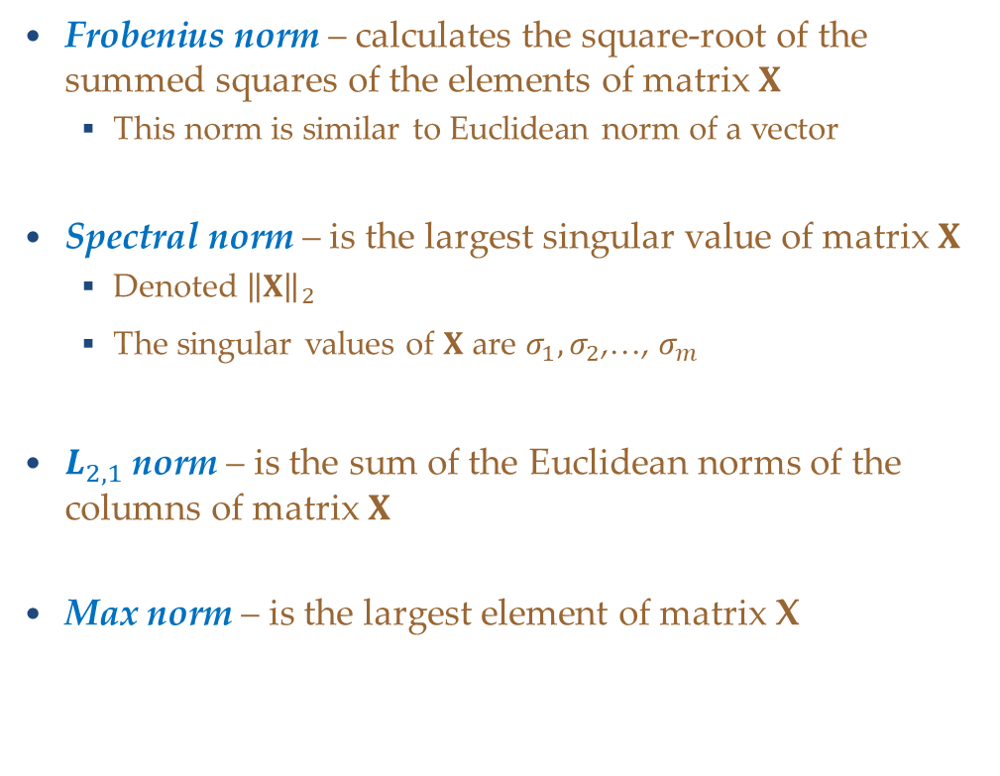 • Frobenius norm – calculates the square-root of the
summed squares of the elements of matrix 𝐗
▪ This norm is similar to Euclidean norm of a vector
• Spectral norm – is the largest singular value of matrix 𝐗
▪ Denoted ‖𝐗‖₂
▪ The singular values of 𝐗 are 𝜎₁, 𝜎₂,…, 𝜎ₘ
• 𝑳₂,₁ norm – is the sum of the Euclidean norms of the
columns of matrix 𝐗
• Max norm – is the largest element of matrix X